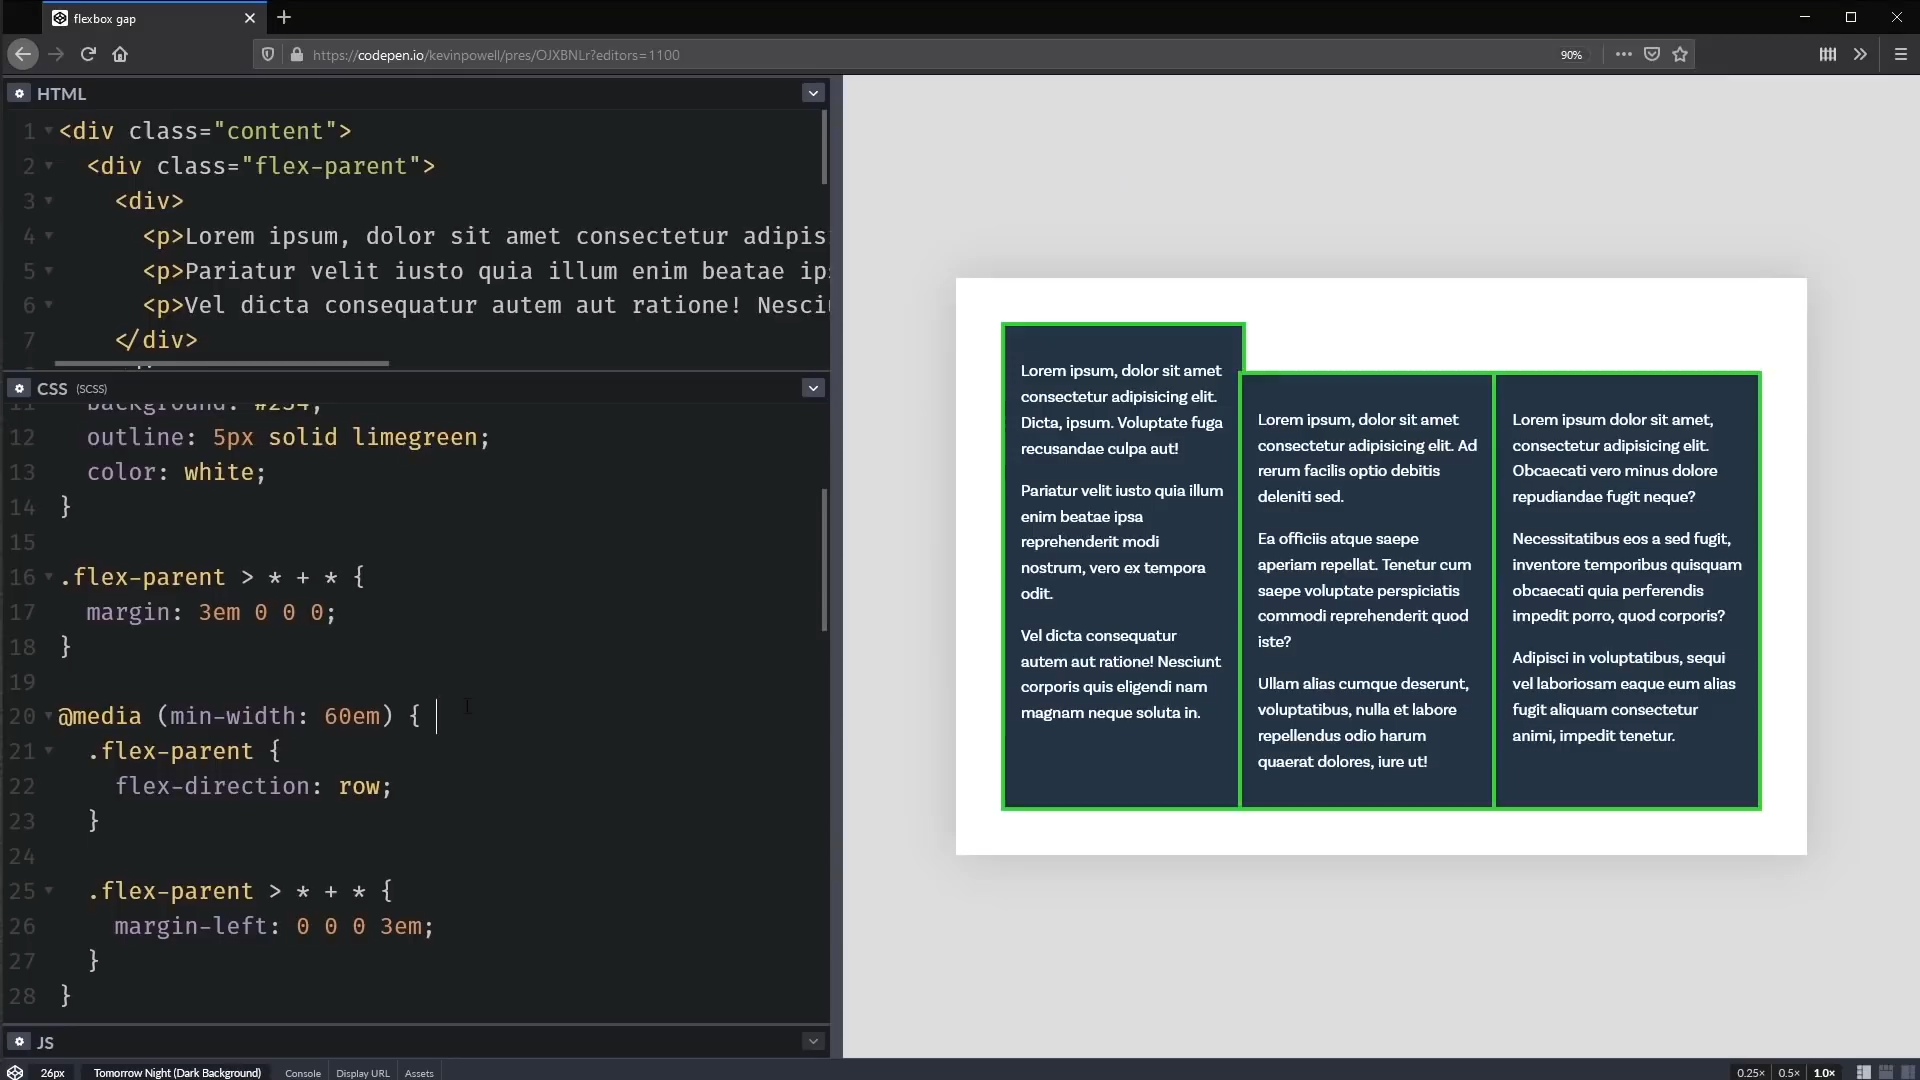 flexbox gap
https://codepen.io/kevinpowell/pres/OJXBNLr?editors=1100
90%
HTML
1 <div class="content">
2 <div class="flex-parent">
3 <div>
4 <p>Lorem ipsum, dolor sit amet consectetur adipis
5 <p>Pariatur velit iusto quia illum enim beatae ip
6 <p>Vel dicta consequatur autem aut ratione! Nesci
7 </div>
CSS (SCSS)
11 background: #234;
12 outline: 5px solid limegreen;
13 color: white;
14 }
15
16 .flex-parent > * + * {
17 margin: 3em 0 0 0;
18 }
19
20 @media (min-width: 60em) {
21 .flex-parent {
22 flex-direction: row;
23 }
24
25 .flex-parent > * + * {
26 margin-left: 0 0 0 3em;
27 }
28 }
JS
26px Tomorrow Night (Dark Background) Console Display URL Assets
Lorem ipsum, dolor sit amet
consectetur adipisicing elit.
Dicta, ipsum. Voluptate fuga
recusandae culpa aut!
Pariatur velit iusto quia illum
enim beatae ipsa
reprehenderit modi
nostrum, vero ex tempora
odit.
Vel dicta consequatur
autem aut ratione! Nesciunt
corporis quis eligendi nam
magnam neque soluta in.
Lorem ipsum, dolor sit amet
consectetur adipisicing elit. Ad
rerum facilis optio debitis
deleniti sed.
Ea officiis atque saepe
aperiam repellat. Tenetur cum
saepe voluptate perspiciatis
commodi reprehenderit quod
iste?
Ullam alias cumque deserunt,
voluptatibus, nulla et labore
repellendus odio harum
quaerat dolores, iure ut!
Lorem ipsum dolor sit amet,
consectetur adipisicing elit.
Obcaecati vero minus dolore
repudiandae fugit neque?
Necessitatibus eos a sed fugit,
inventore temporibus quisquam
obcaecati quia perferendis
impedit porro, quod corporis?
Adipisci in voluptatibus, sequi
vel laboriosam eaque eum alias
fugit aliquam consectetur
animi, impedit tenetur.
0.25× 0.5× 1.0×